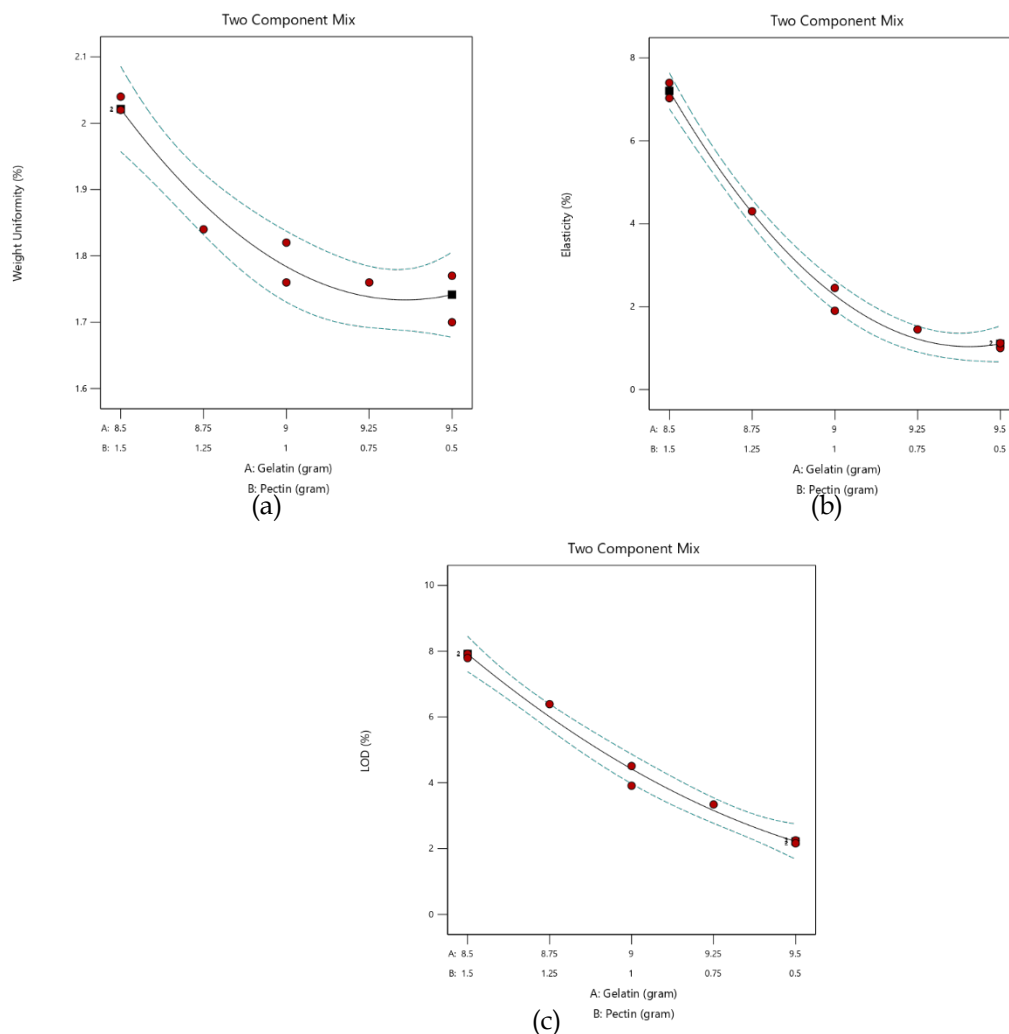 Two Component Mix
Weight Uniformity (%)
2.1
2
1.9
1.8
1.7
1.6
2
A: 8.5 8.75 9 9.25 9.5
B: 1.5 1.25 1 0.75 0.5
A: Gelatin (gram)
B: Pectin (gram)
(a)
Two Component Mix
Elasticity (%)
8
6
4
2
0
2
A: 8.5 8.75 9 9.25 9.5
B: 1.5 1.25 1 0.75 0.5
A: Gelatin (gram)
B: Pectin (gram)
(b)
Two Component Mix
LOD (%)
10
8
6
4
2
0
2
A: 8.5 8.75 9 9.25 9.5
B: 1.5 1.25 1 0.75 0.5
A: Gelatin (gram)
B: Pectin (gram)
(c)